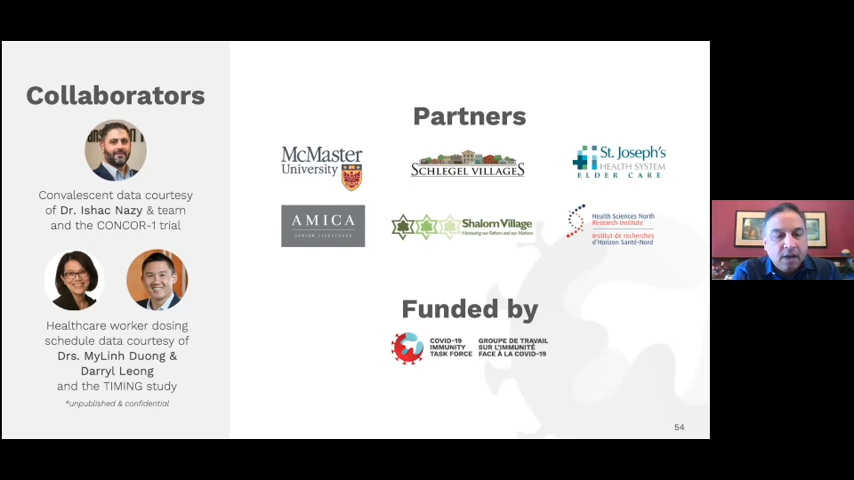 Collaborators
Convalescent data courtesy
of Dr. Ishac Nazy & team
and the CONCOR-1 trial
Healthcare worker dosing
schedule data courtesy of
Drs. MyLinh Duong &
Darryl Leong
and the TIMING study
*unpublished & confidential
Partners
McMaster
University
SCHLEGEL VILLAGES
St. Joseph's
HEALTH SYSTEM
ELDER CARE
AMICA
SENIOR LIFESTYLES
Shalom Village
Honouring our Fathers and our Mothers
Health Sciences North
Research Institute
Institut de recherches
d'Horizon Santé-Nord
Funded by
COVID-19
IMMUNITY
TASK FORCE
GROUPE DE TRAVAIL
SUR L'IMMUNITÉ
FACE À LA COVID-19
54